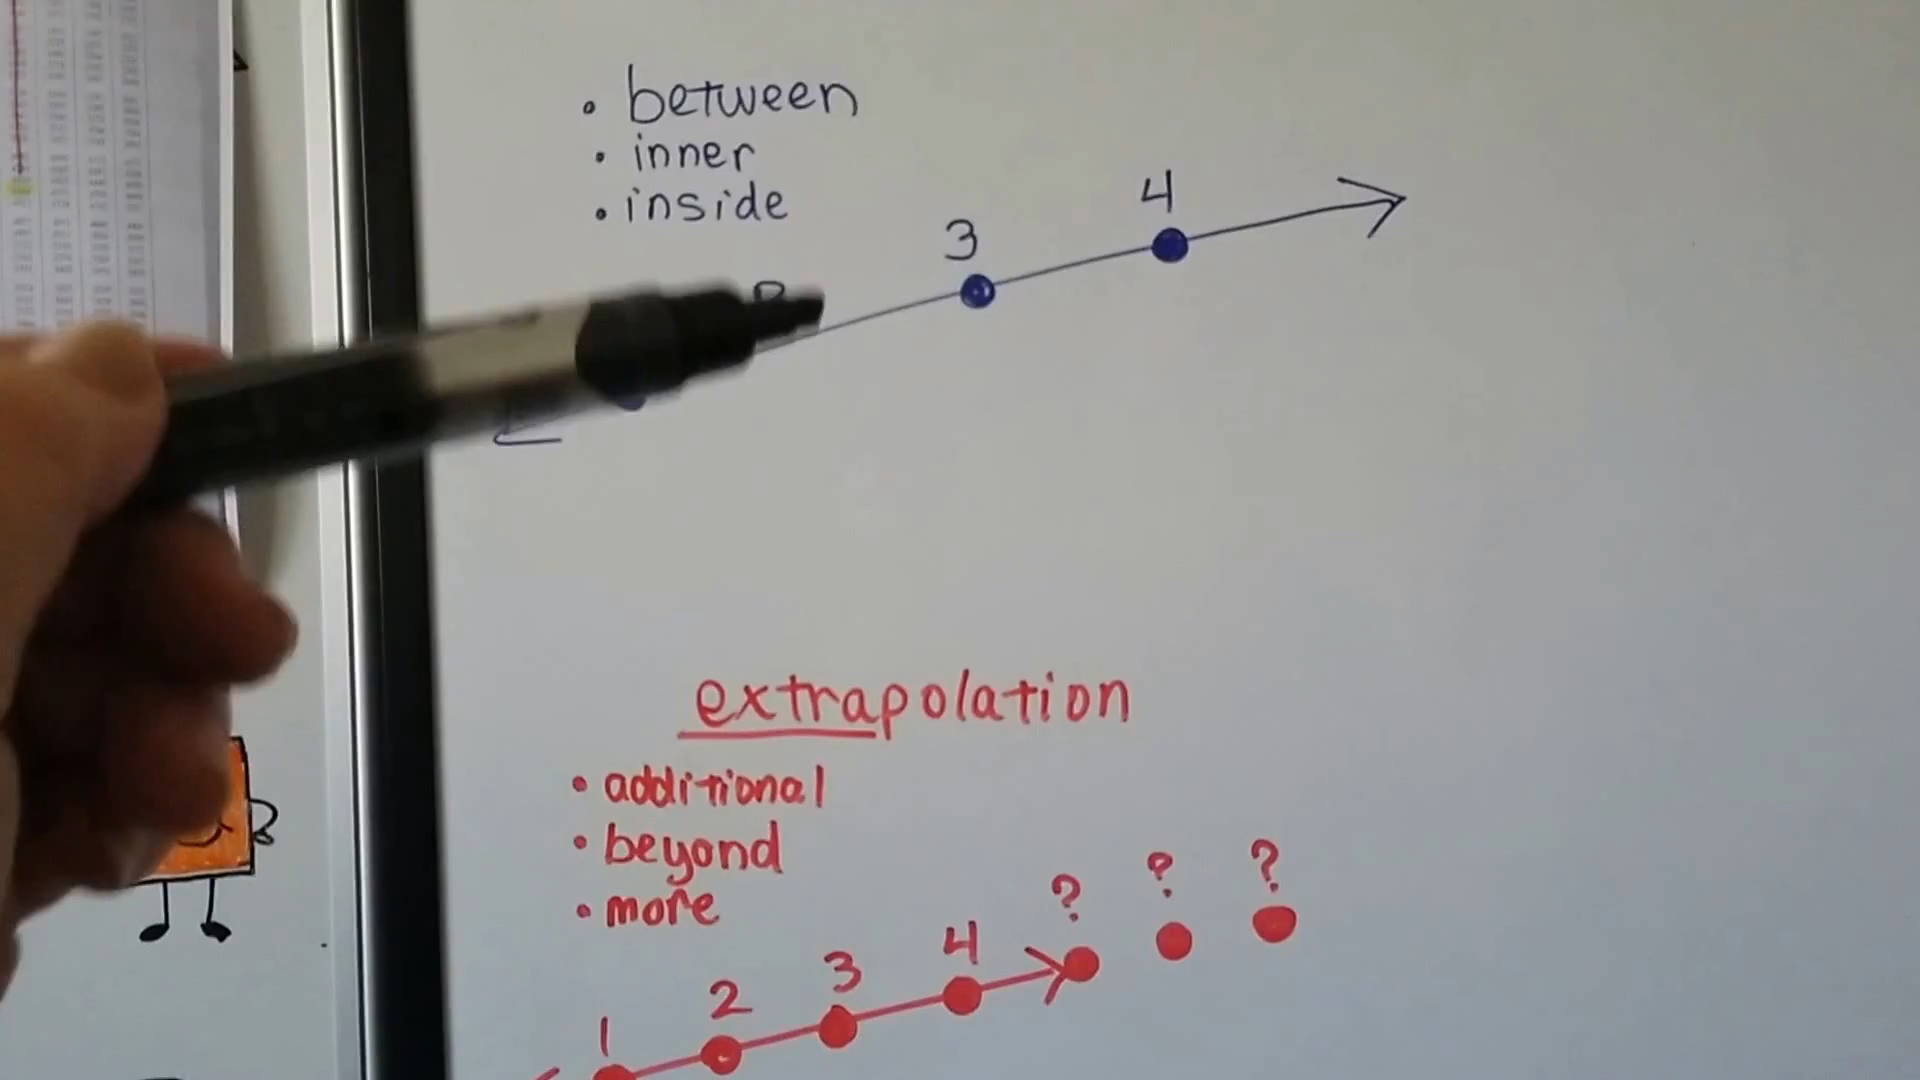 • between
• inner
• inside
3
4
extrapolation
• additional
• beyond
• more
1 2 3 4 ? ? ?